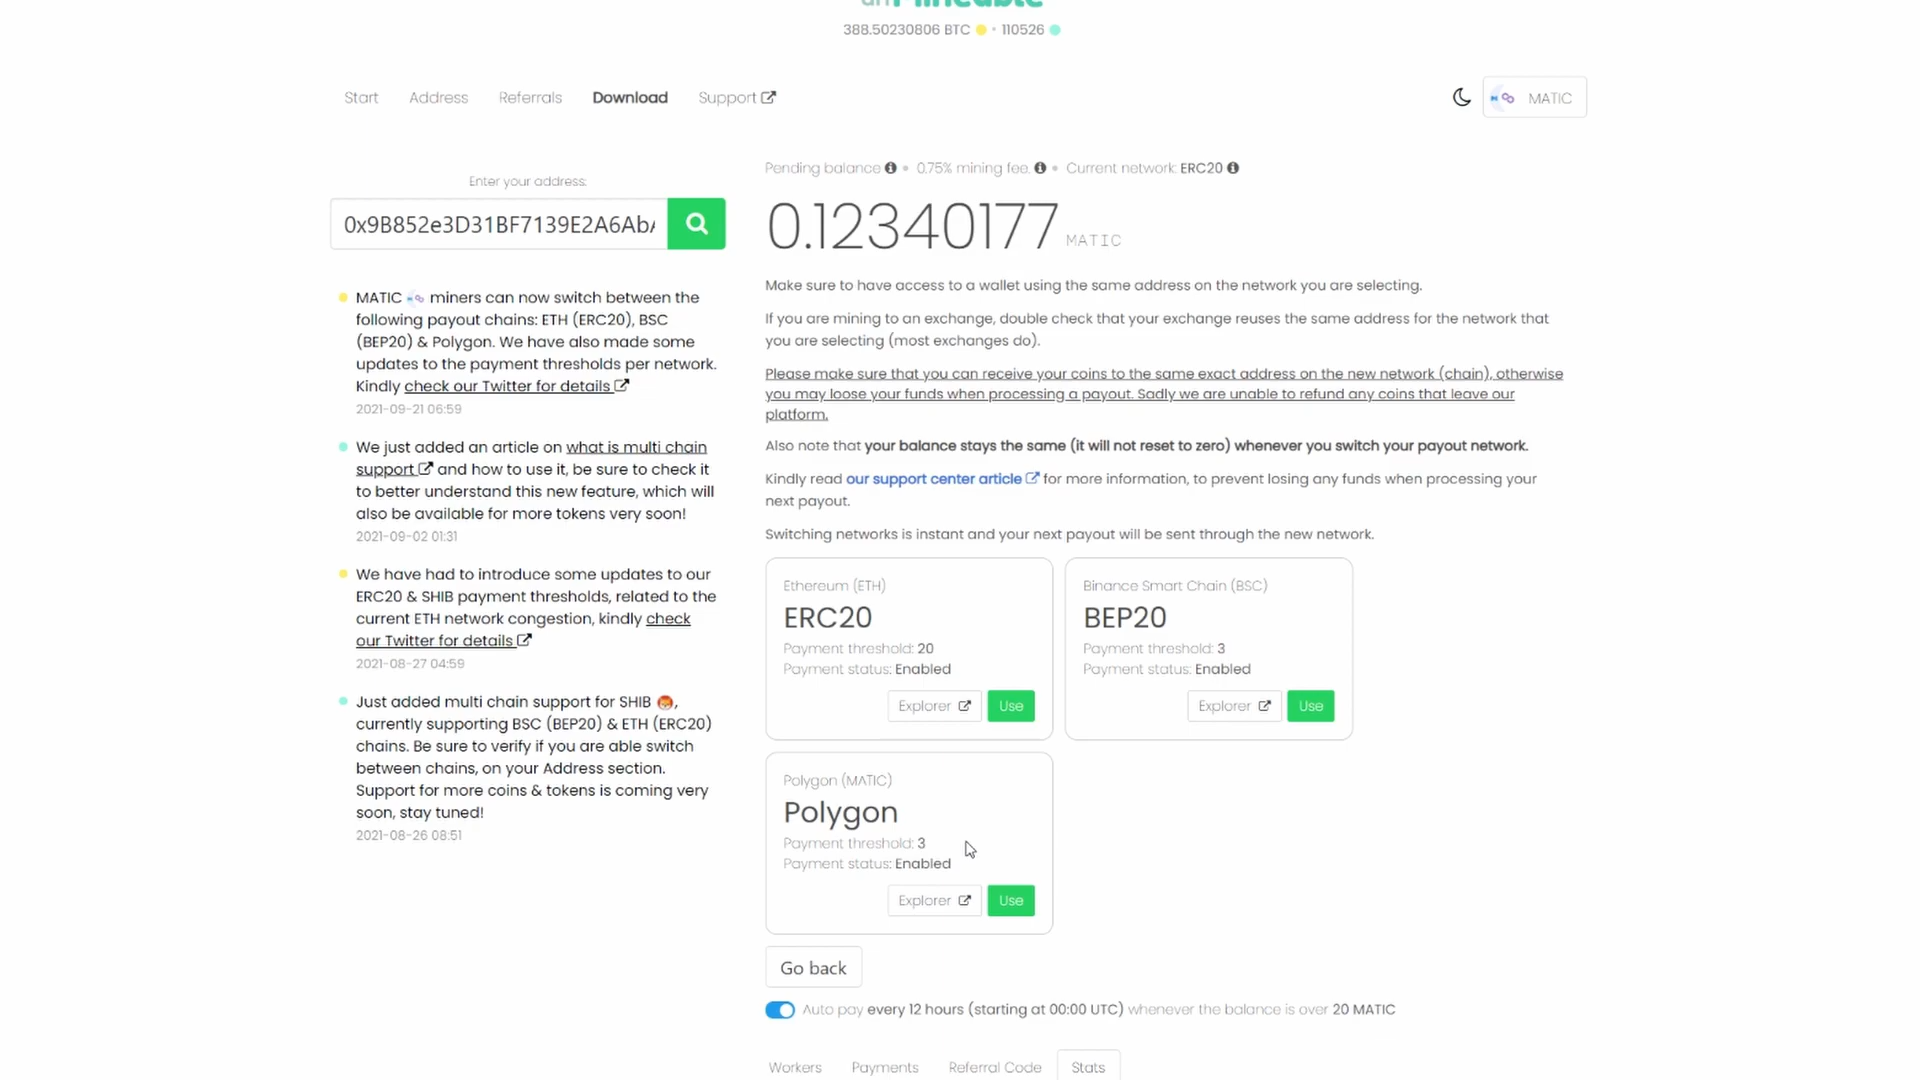 unMineable
388.50230806 BTC • 110526
Start Address Referrals Download Support
MATIC
Enter your address:
0x9B852e3D31BF7139E2A6AbA
MATIC miners can now switch between the
following payout chains: ETH (ERC20), BSC
(BEP20) & Polygon. We have also made some
updates to the payment thresholds per network.
Kindly check our Twitter for details
2021-09-21 06:59
We just added an article on what is multi chain
support and how to use it, be sure to check it
to better understand this new feature, which will
also be available for more tokens very soon!
2021-09-02 01:31
We have had to introduce some updates to our
ERC20 & SHIB payment thresholds, related to the
current ETH network congestion, kindly check
our Twitter for details
2021-08-27 04:59
Just added multi chain support for SHIB ,
currently supporting BSC (BEP20) & ETH (ERC20)
chains. Be sure to verify if you are able switch
between chains, on your Address section.
Support for more coins & tokens is coming very
soon, stay tuned!
2021-08-26 08:51
Pending balance • 0.75% mining fee. • Current network: ERC20
0.12340177 MATIC
Make sure to have access to a wallet using the same address on the network you are selecting.
If you are mining to an exchange, double check that your exchange reuses the same address for the network that
you are selecting (most exchanges do).
Please make sure that you can receive your coins to the same exact address on the new network (chain), otherwise
you may loose your funds when processing a payout. Sadly we are unable to refund any coins that leave our
platform.
Also note that your balance stays the same (it will not reset to zero) whenever you switch your payout network.
Kindly read our support center article for more information, to prevent losing any funds when processing your
next payout.
Switching networks is instant and your next payout will be sent through the new network.
Ethereum (ETH)
ERC20
Payment threshold: 20
Payment status: Enabled
Explorer Use
Binance Smart Chain (BSC)
BEP20
Payment threshold: 3
Payment status: Enabled
Explorer Use
Polygon (MATIC)
Polygon
Payment threshold: 3
Payment status: Enabled
Explorer Use
Go back
Auto pay every 12 hours (starting at 00:00 UTC) whenever the balance is over 20 MATIC
Workers Payments Referral Code Stats